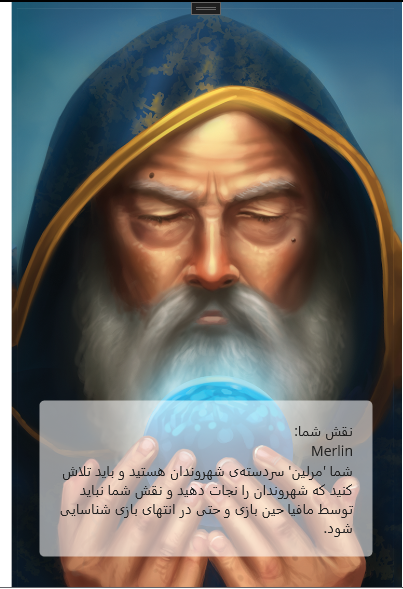 نقش شما:
Merlin
شما 'مرلین' سردسته‌ی شهروندان هستید و باید تلاش
کنید که شهروندان را نجات دهید و نقش شما نباید
توسط مافیا حین بازی و حتی در انتهای بازی شناسایی
شود.